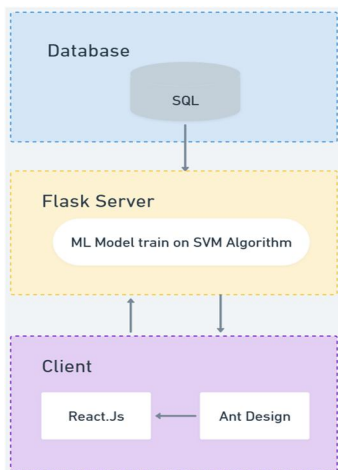 Database
SQL
Flask Server
ML Model train on SVM Algorithm
Client
React.Js
Ant Design